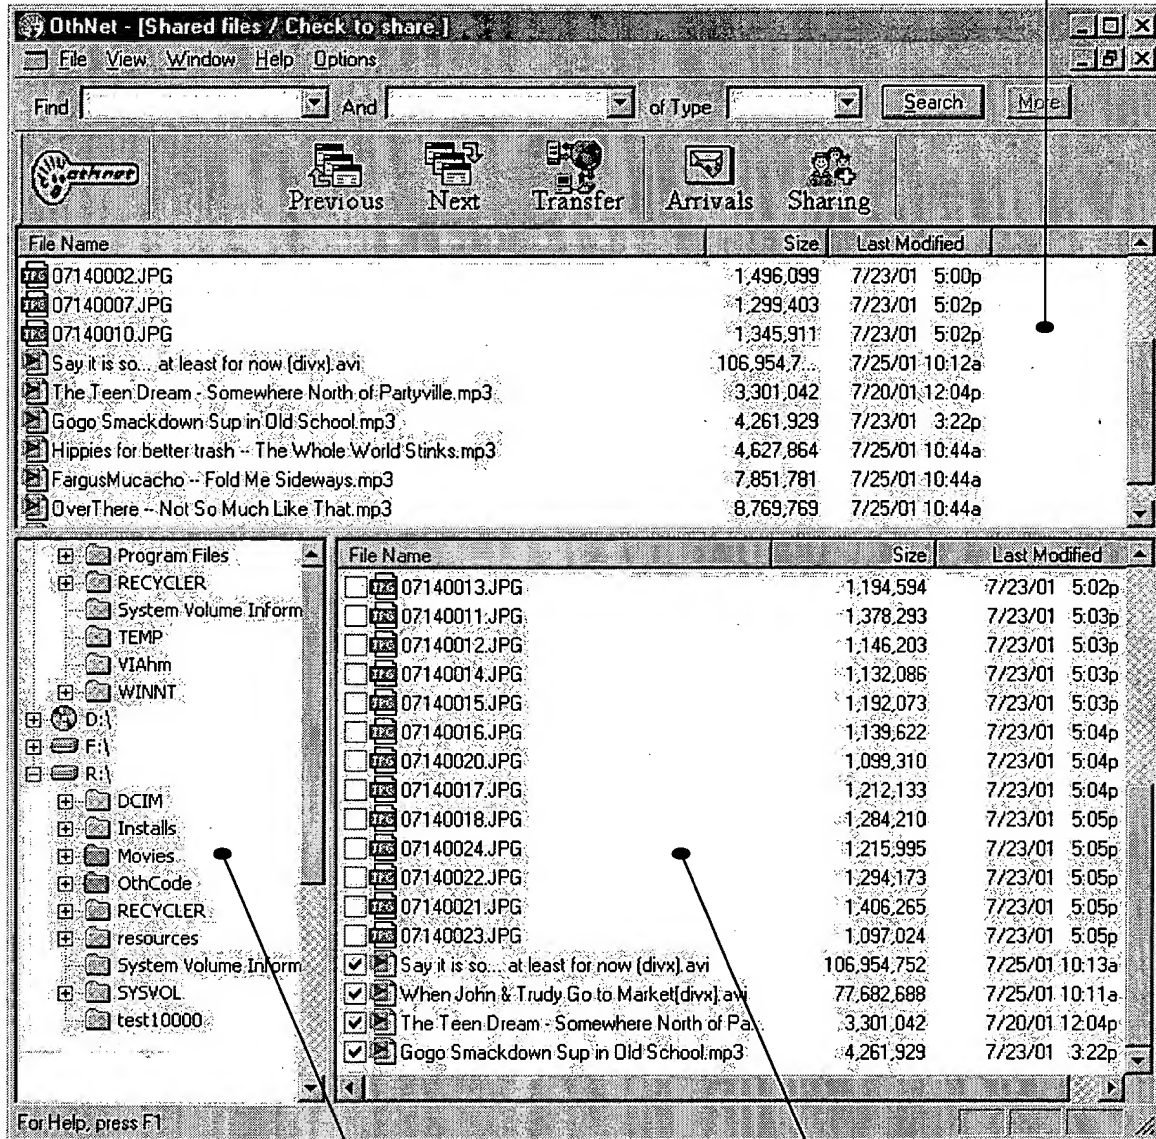 OthNet - [Shared files / Check to share.]
File View Window Help Options
Find And of Type Search More
othnet Previous Next Transfer Arrivals Sharing
File Name Size Last Modified
07140002.JPG 1,496,099 7/23/01 5:00p
07140007.JPG 1,299,403 7/23/01 5:02p
07140010.JPG 1,345,911 7/23/01 5:02p
Say it is so... at least for now (divx).avi 106,954,7... 7/25/01 10:12a
The Teen Dream - Somewhere North of Partyville.mp3 3,301,042 7/20/01 12:04p
Gogo Smackdown Sup in Old School.mp3 4,261,929 7/23/01 3:22p
Hippies for better trash -- The Whole World Stinks.mp3 4,627,864 7/25/01 10:44a
FargusMucacho -- Fold Me Sideways.mp3 7,851,781 7/25/01 10:44a
OverThere -- Not So Much Like That.mp3 8,769,769 7/25/01 10:44a
Program Files
RECYCLER
System Volume Inform
TEMP
VIAhm
WINNT
D:\
F:\
R:\
DCIM
Installs
Movies
OthCode
RECYCLER
resources
System Volume Inform
SYSVOL
test10000
File Name Size Last Modified
07140013.JPG 1,194,594 7/23/01 5:02p
07140011.JPG 1,378,293 7/23/01 5:03p
07140012.JPG 1,146,203 7/23/01 5:03p
07140014.JPG 1,132,086 7/23/01 5:03p
07140015.JPG 1,192,073 7/23/01 5:03p
07140016.JPG 1,139,622 7/23/01 5:04p
07140020.JPG 1,099,310 7/23/01 5:04p
07140017.JPG 1,212,133 7/23/01 5:04p
07140018.JPG 1,284,210 7/23/01 5:05p
07140024.JPG 1,215,995 7/23/01 5:05p
07140022.JPG 1,294,173 7/23/01 5:05p
07140021.JPG 1,406,265 7/23/01 5:05p
07140023.JPG 1,097,024 7/23/01 5:05p
Say it is so... at least for now (divx).avi 106,954,752 7/25/01 10:13a
When John & Trudy Go to Market[divx].avi 77,682,688 7/25/01 10:11a
The Teen Dream - Somewhere North of Pa... 3,301,042 7/20/01 12:04p
Gogo Smackdown Sup in Old School.mp3 4,261,929 7/23/01 3:22p
For Help, press F1